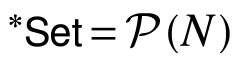 *Set = 𝒫(N)